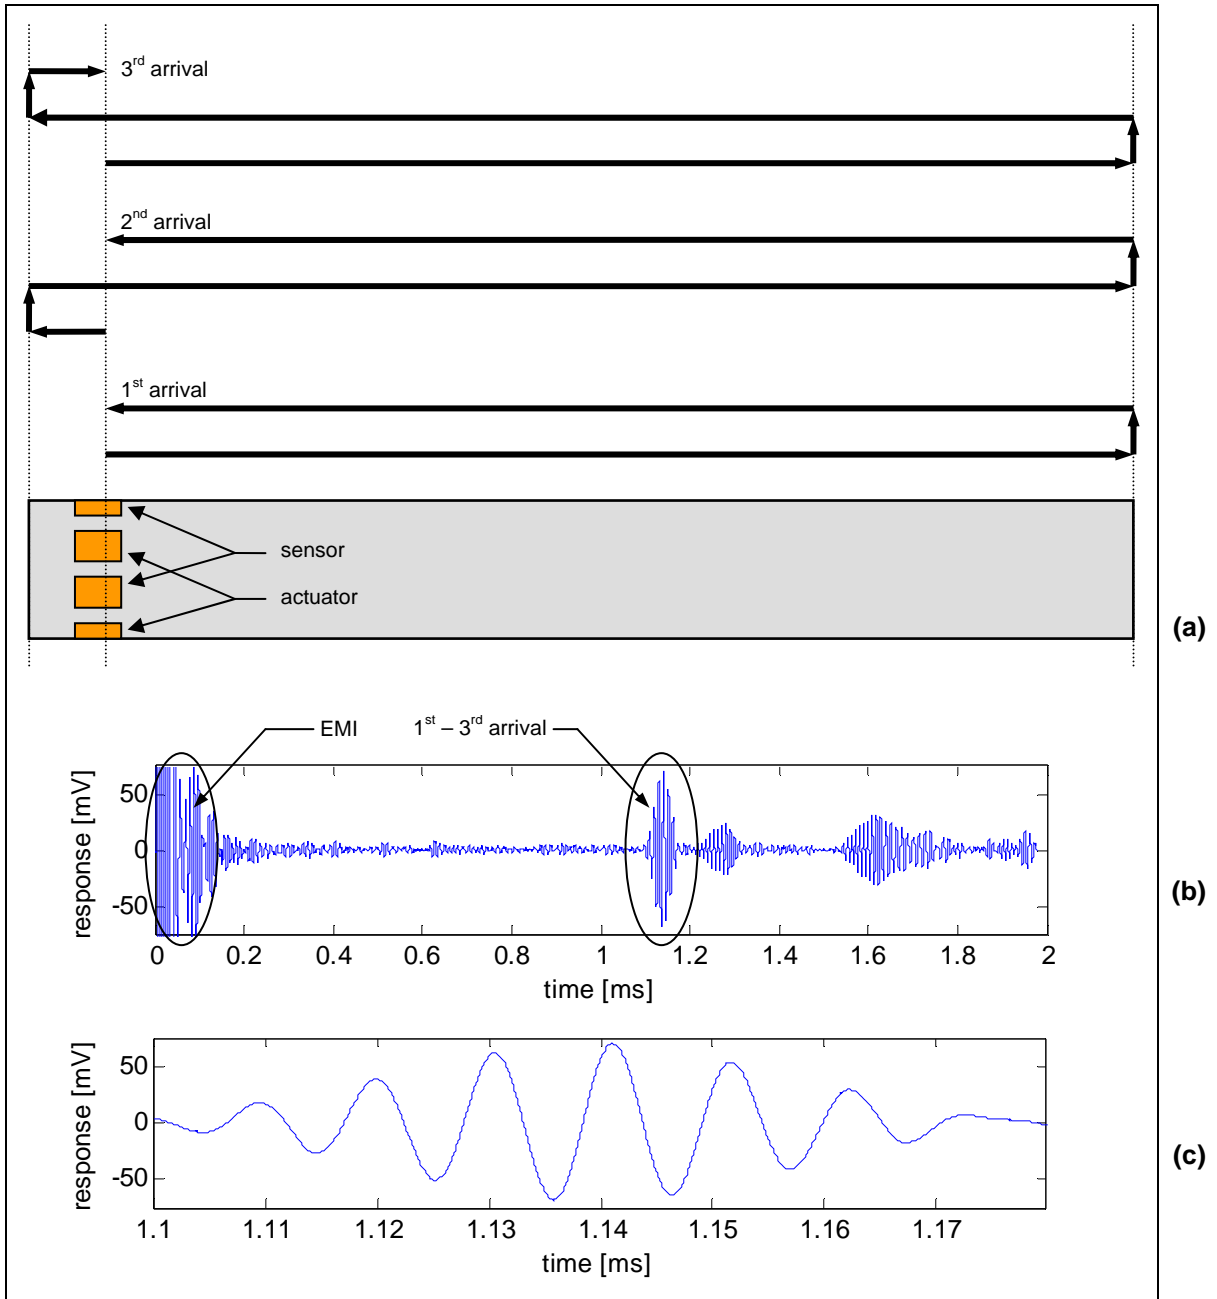 3rd arrival
2nd arrival
1st arrival
sensor
actuator
(a)
EMI
1st – 3rd arrival
response [mV]
50
0
-50
0 0.2 0.4 0.6 0.8 1 1.2 1.4 1.6 1.8 2
time [ms]
(b)
response [mV]
50
0
-50
1.1 1.11 1.12 1.13 1.14 1.15 1.16 1.17
time [ms]
(c)